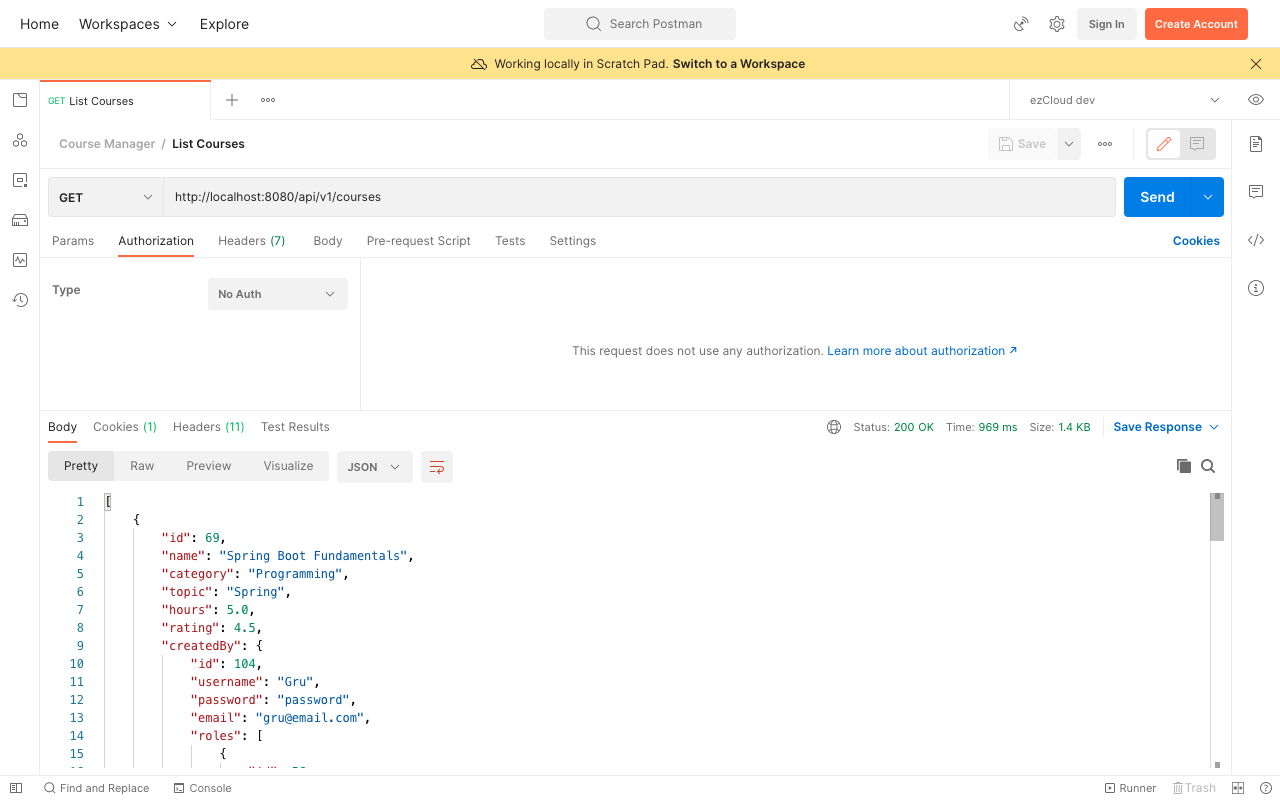 Home Workspaces Explore Search Postman Sign In Create Account
Working locally in Scratch Pad. Switch to a Workspace
GET List Courses ezCloud dev
Course Manager / List Courses Save
GET http://localhost:8080/api/v1/courses Send
Params Authorization Headers (7) Body Pre-request Script Tests Settings Cookies
Type No Auth
This request does not use any authorization. Learn more about authorization ↗
Body Cookies (1) Headers (11) Test Results Status: 200 OK Time: 969 ms Size: 1.4 KB Save Response
Pretty Raw Preview Visualize JSON
1 [
2 {
3 "id": 69,
4 "name": "Spring Boot Fundamentals",
5 "category": "Programming",
6 "topic": "Spring",
7 "hours": 5.0,
8 "rating": 4.5,
9 "createdBy": {
10 "id": 104,
11 "username": "Gru",
12 "password": "password",
13 "email": "gru@email.com",
14 "roles": [
15 {
Find and Replace Console Runner Trash